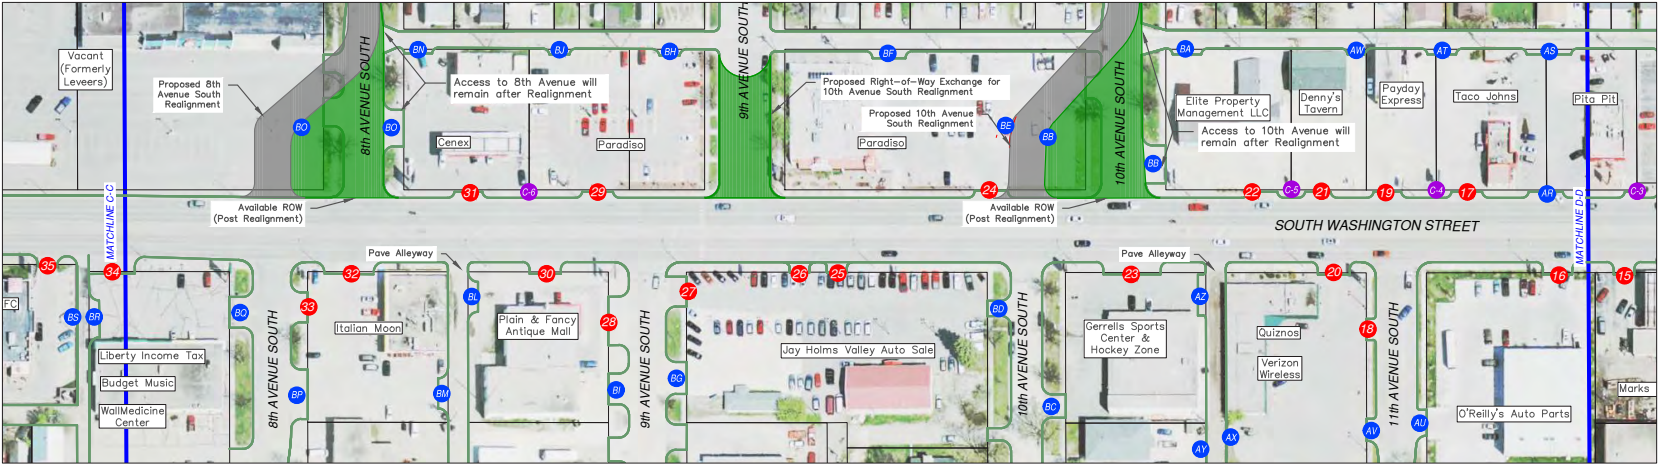 BN
BJ
BH
BF
BA
AW
AT
AS
Vacant
(Formerly
Leveers)
Proposed 8th
Avenue South
Realignment
8th AVENUE SOUTH
Access to 8th Avenue will
remain after Realignment
9th AVENUE SOUTH
Proposed Right-of-Way Exchange for
10th Avenue South Realignment
Proposed 10th Avenue
South Realignment
10th AVENUE SOUTH
Elite Property
Management LLC
Denny's
Tavern
Payday
Express
Taco Johns
Pita Pit
Access to 10th Avenue will
remain after Realignment
BO
BO
Cenex
Paradiso
Paradiso
BE
BB
BB
31
C-6
29
24
22
C-5
21
19
C-4
17
AR
C-3
Available ROW
(Post Realignment)
Available ROW
(Post Realignment)
MATCHLINE C-C
MATCHLINE D-D
SOUTH WASHINGTON STREET
Pave Alleyway
Pave Alleyway
35
34
32
30
26
25
23
20
16
15
FC
BS
BR
BQ
33
BL
28
27
BD
AZ
18
8th AVENUE SOUTH
Italian Moon
Plain & Fancy
Antique Mall
9th AVENUE SOUTH
Jay Holms Valley Auto Sale
10th AVENUE SOUTH
Gerrells Sports
Center &
Hockey Zone
Quiznos
Verizon
Wireless
11th AVENUE SOUTH
Liberty Income Tax
Budget Music
WallMedicine
Center
BP
BM
BI
BG
BC
AY
AX
AV
AU
O'Reilly's Auto Parts
Marks